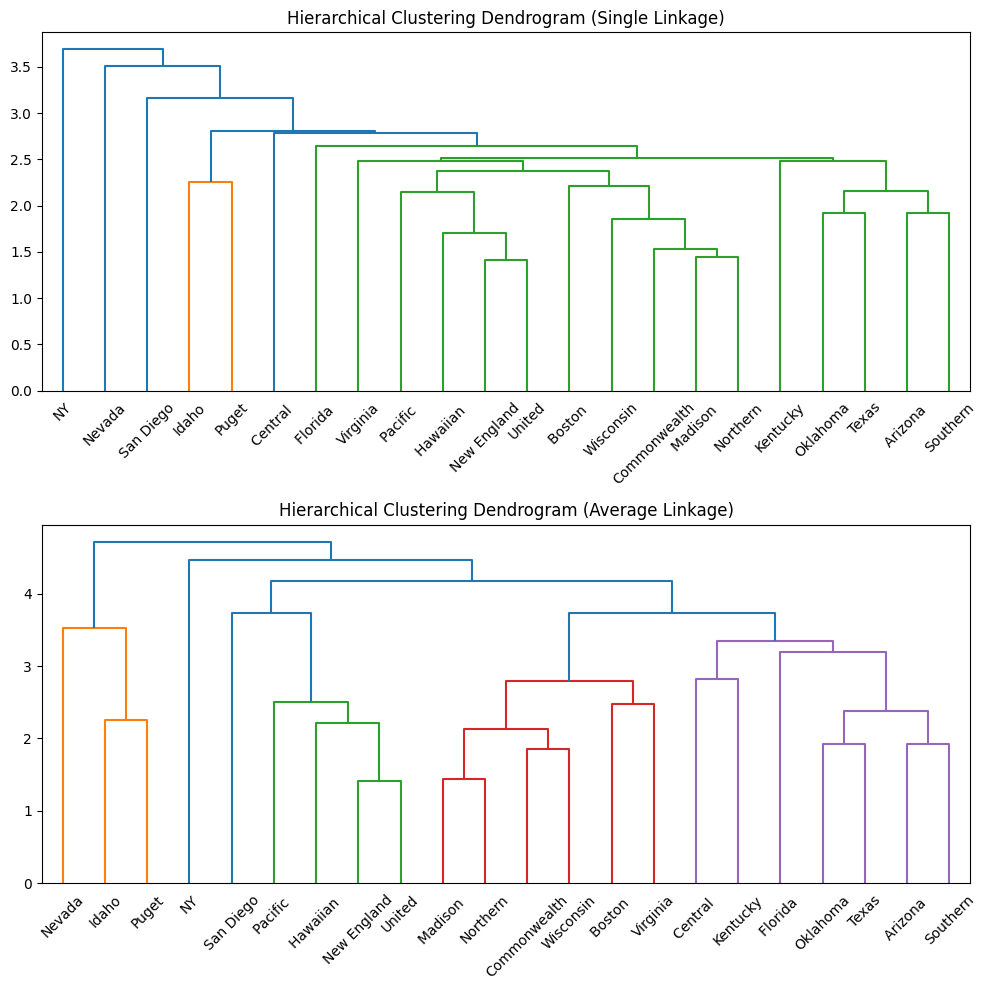 Hierarchical Clustering Dendrogram (Single Linkage)
3.5
3.0
2.5
2.0
1.5
1.0
0.5
0.0
NY
Nevada
San Diego
Idaho
Puget
Central
Florida
Virginia
Pacific
Hawaiian
New England
United
Boston
Wisconsin
Commonwealth
Madison
Northern
Kentucky
Oklahoma
Texas
Arizona
Southern
Hierarchical Clustering Dendrogram (Average Linkage)
4
3
2
1
0
Nevada
Idaho
Puget
NY
San Diego
Pacific
Hawaiian
New England
United
Madison
Northern
Commonwealth
Wisconsin
Boston
Virginia
Central
Kentucky
Florida
Oklahoma
Texas
Arizona
Southern